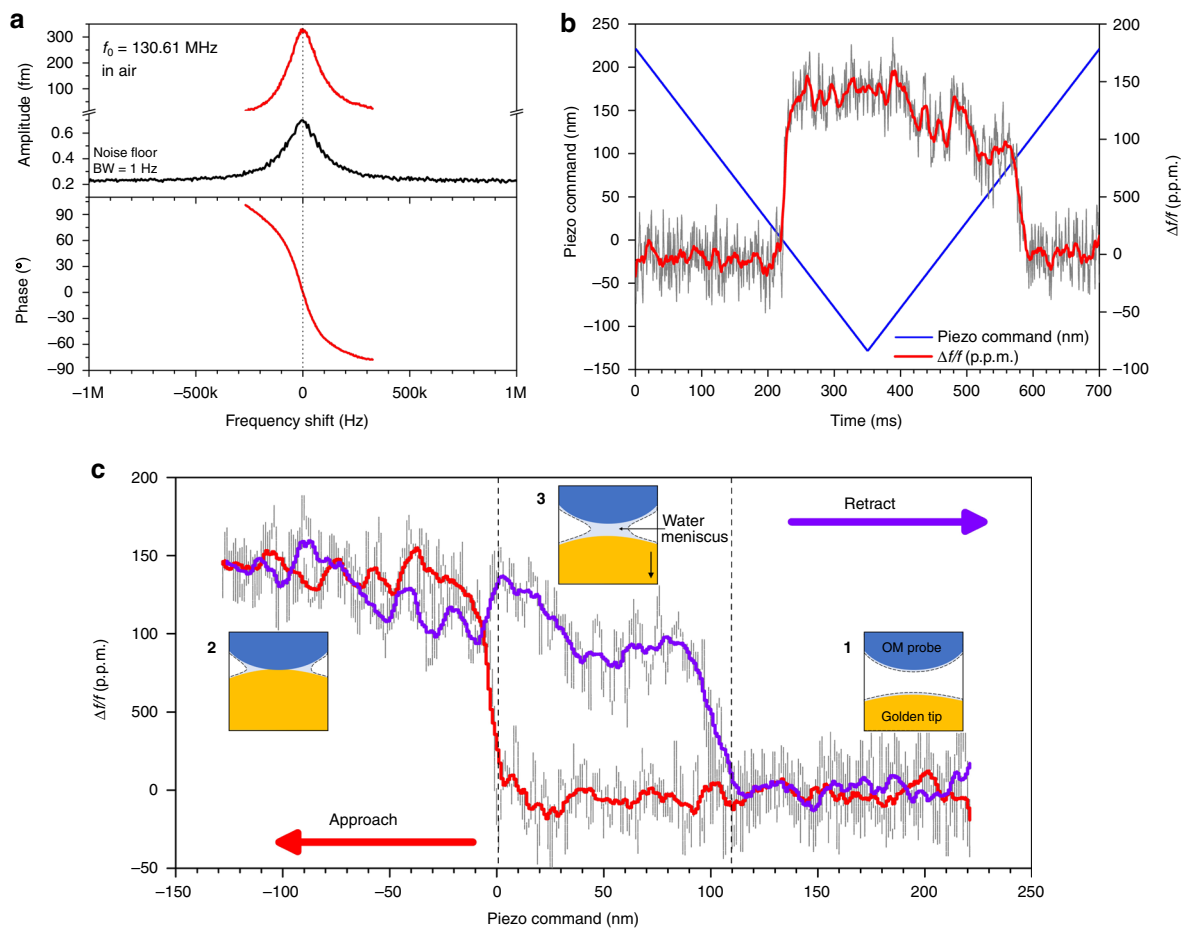 a
f0 = 130.61 MHz
in air
300
200
100
0.6
0.4
0.2
Amplitude (fm)
Noise floor
BW = 1 Hz
90
60
30
0
−30
−60
−90
Phase (°)
−1M
−500k
0
500k
1M
Frequency shift (Hz)
b
250
200
150
100
50
0
−50
−100
−150
Piezo command (nm)
200
150
100
500
0
−50
−100
Δf/f (p.p.m.)
Piezo command (nm)
Δf/f (p.p.m.)
0
100
200
300
400
500
600
700
Time (ms)
c
200
150
100
500
0
−50
Δf/f (p.p.m.)
3
Water
meniscus
Retract
2
1
OM probe
Golden tip
Approach
−150
−100
−50
0
50
100
150
200
250
Piezo command (nm)